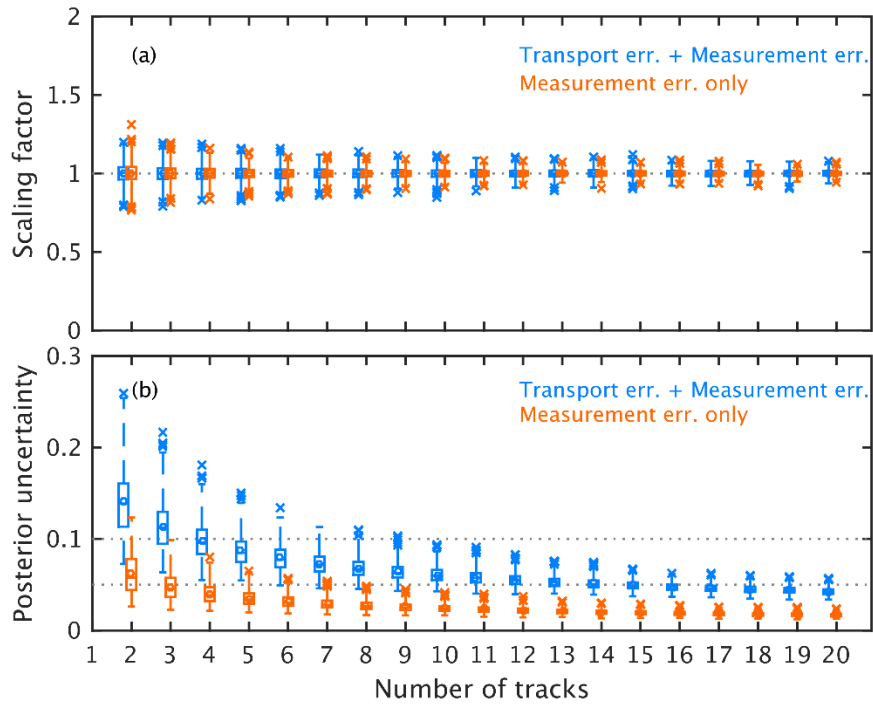 2
(a)
Transport err. + Measurement err.
Measurement err. only
1.5
1
0.5
0
Scaling factor
0.3
(b)
Transport err. + Measurement err.
Measurement err. only
0.2
0.1
0
Posterior uncertainty
1 2 3 4 5 6 7 8 9 10 11 12 13 14 15 16 17 18 19 20
Number of tracks